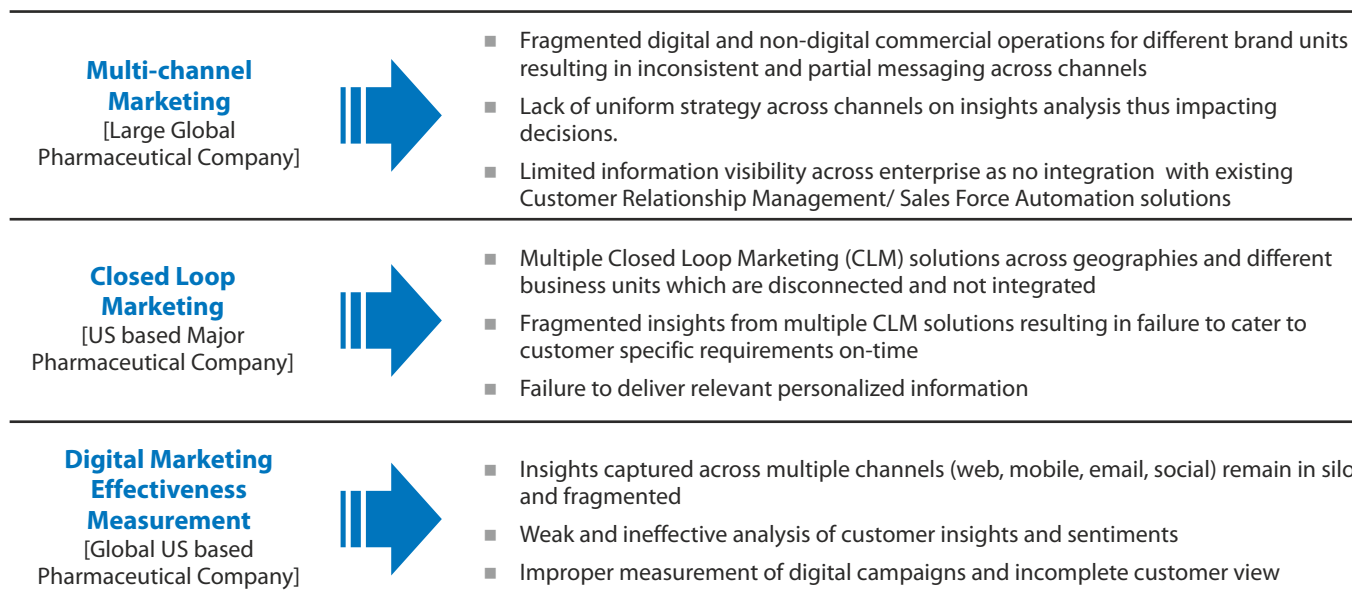 Multi-channel
Marketing
[Large Global
Pharmaceutical Company]
Fragmented digital and non-digital commercial operations for different brand units
resulting in inconsistent and partial messaging across channels
Lack of uniform strategy across channels on insights analysis thus impacting
decisions.
Limited information visibility across enterprise as no integration with existing
Customer Relationship Management/ Sales Force Automation solutions
Closed Loop
Marketing
[US based Major
Pharmaceutical Company]
Multiple Closed Loop Marketing (CLM) solutions across geographies and different
business units which are disconnected and not integrated
Fragmented insights from multiple CLM solutions resulting in failure to cater to
customer specific requirements on-time
Failure to deliver relevant personalized information
Digital Marketing
Effectiveness
Measurement
[Global US based
Pharmaceutical Company]
Insights captured across multiple channels (web, mobile, email, social) remain in silo
and fragmented
Weak and ineffective analysis of customer insights and sentiments
Improper measurement of digital campaigns and incomplete customer view